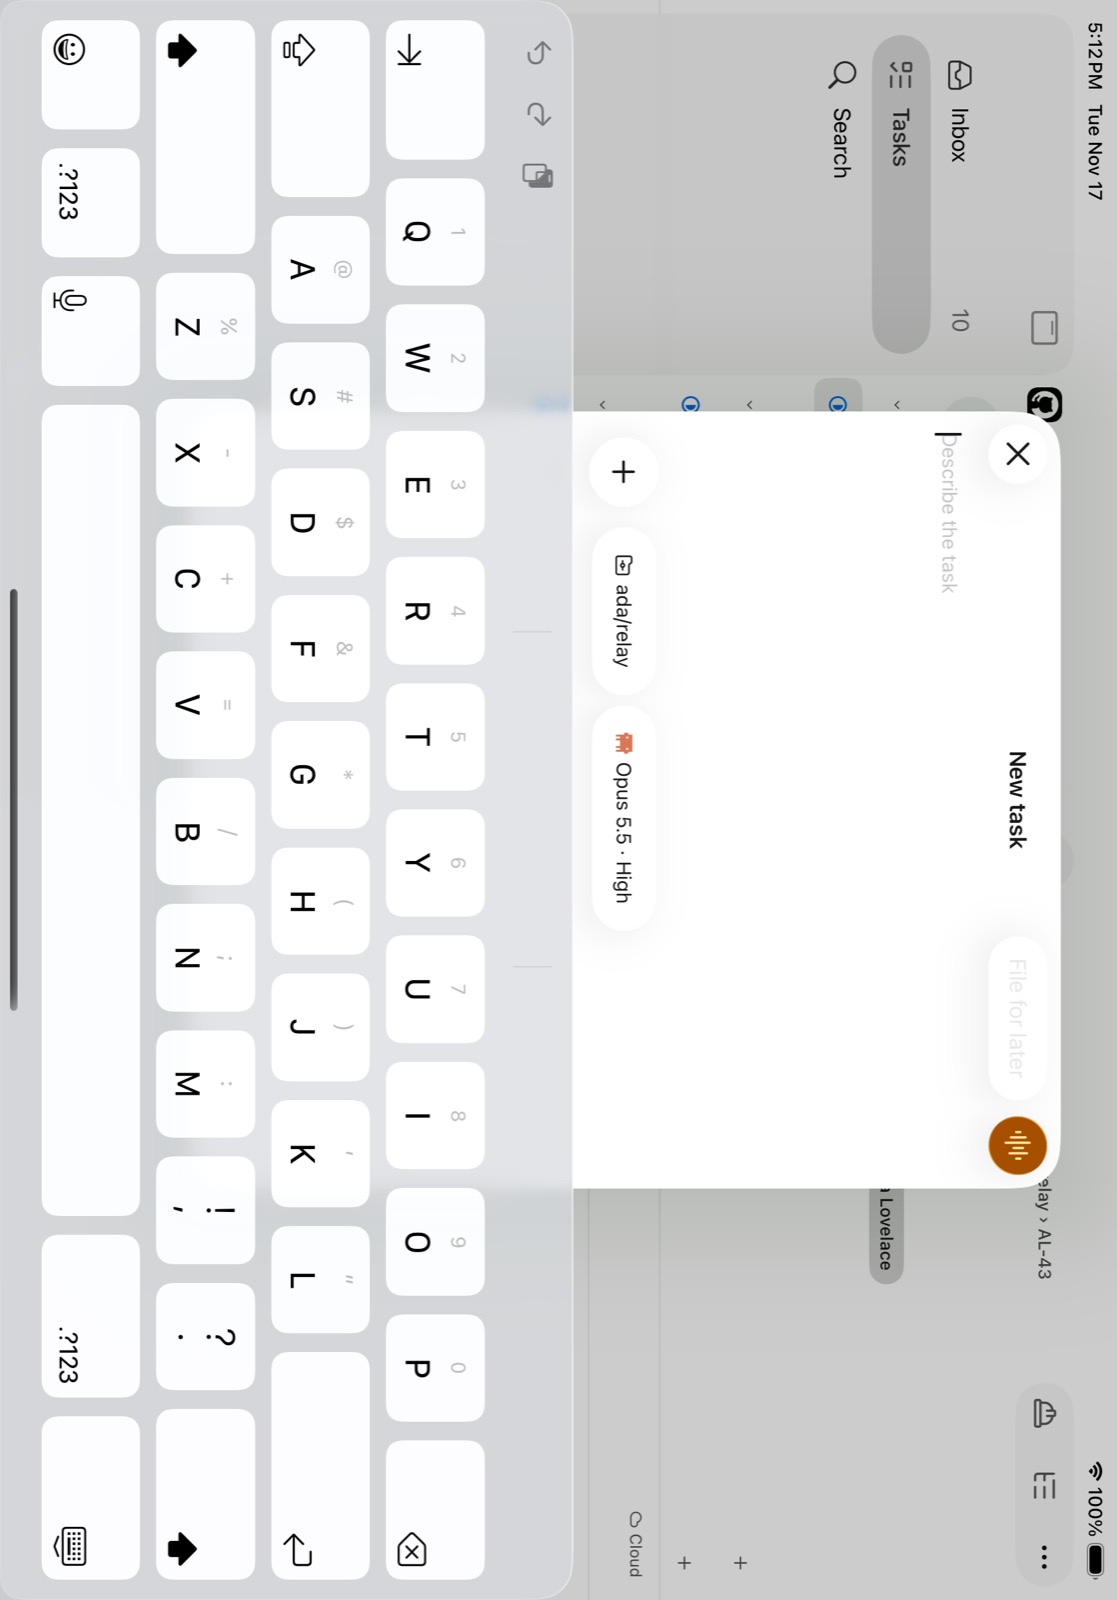 5:12 PM Tue Nov 17
100%
Inbox 10
Tasks
Search
New task
File for later
Describe the task
elay › AL-43
Lovelace
Cloud
ada/relay
Opus 5.5 · High
1 2 3 4 5 6 7 8 9 0
Q W E R T Y U I O P
@ # $ & * ( ) ' "
A S D F G H J K L
% - + = / ; : ! ?
Z X C V B N M , .
.?123 .?123